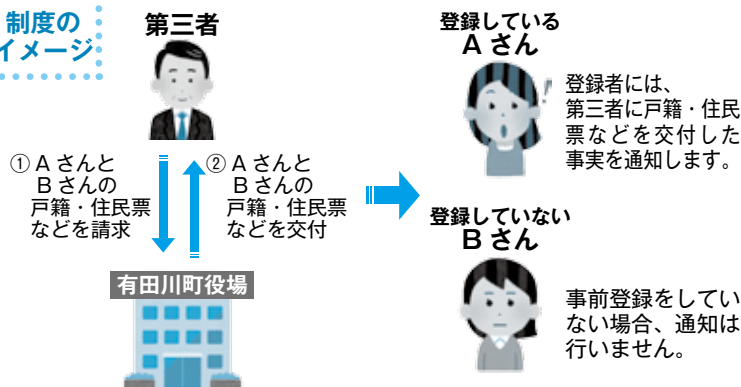 制度の
イメージ
第三者
① A さんと
B さんの
戸籍・住民票
などを請求
② A さんと
B さんの
戸籍・住民票
などを交付
有田川町役場
登録している
A さん
登録者には、
第三者に戸籍・住民
票などを交付した
事実を通知します。
登録していない
B さん
事前登録をしてい
ない場合、通知は
行いません。